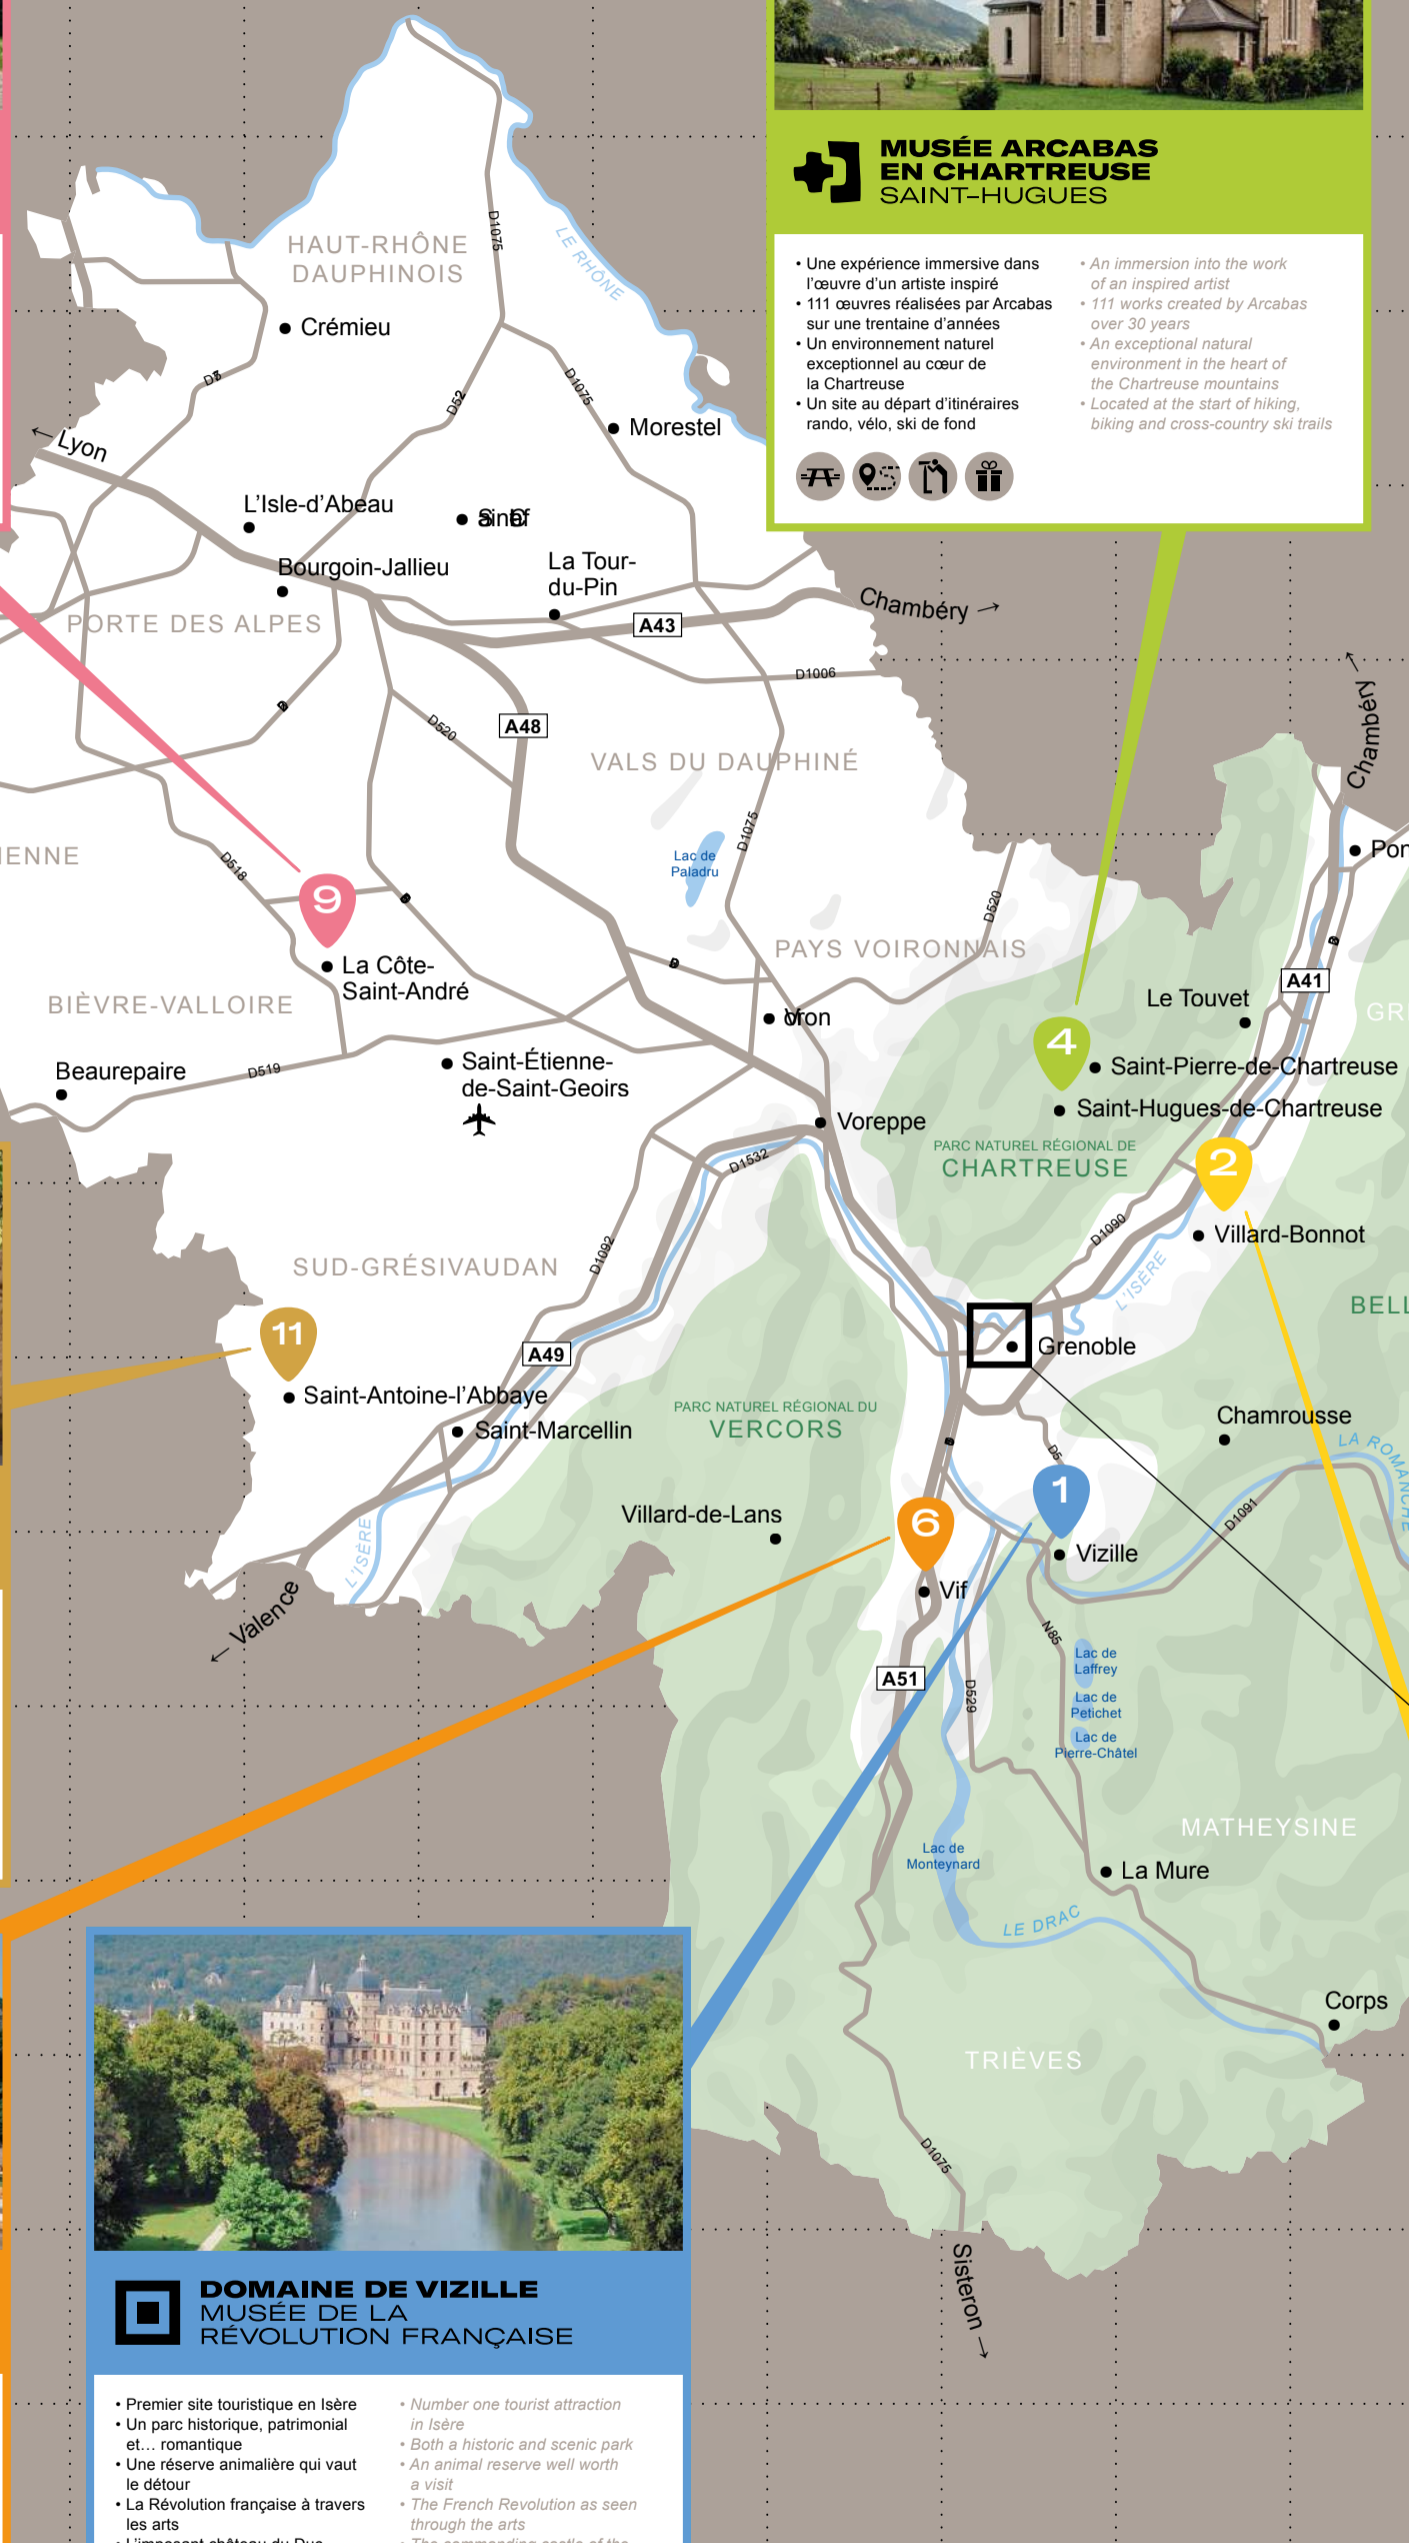 MUSÉE ARCABAS
EN CHARTREUSE
SAINT-HUGUES
• Une expérience immersive dans
l'œuvre d'un artiste inspiré
• 111 œuvres réalisées par Arcabas
sur une trentaine d'années
• Un environnement naturel
exceptionnel au cœur de
la Chartreuse
• Un site au départ d'itinéraires
rando, vélo, ski de fond
• An immersion into the work
of an inspired artist
• 111 works created by Arcabas
over 30 years
• An exceptional natural
environment in the heart of
the Chartreuse mountains
• Located at the start of hiking,
biking and cross-country ski trails
HAUT-RHÔNE
DAUPHINOIS
D1075
LE RHÔNE
Crémieu
D52
D1075
Morestel
← Lyon
L'Isle-d'Abeau
Bourgoin-Jallieu
La Tour-
du-Pin
PORTE DES ALPES
A43
Chambéry →
D1006
Chambéry →
D520
A48
VALS DU DAUPHINÉ
D1075
Lac de
Paladru
IENNE
D518
9
D520
Pon
PAYS VOIRONNAIS
La Côte-
Saint-André
BIÈVRE-VALLOIRE
A41
Le Touvet
GR
4
Saint-Pierre-de-Chartreuse
Saint-Hugues-de-Chartreuse
Beaurepaire
D519
Saint-Étienne-
de-Saint-Geoirs
Voreppe
PARC NATUREL RÉGIONAL DE
CHARTREUSE
2
D1532
Villard-Bonnot
D1090
L'ISÈRE
SUD-GRÉSIVAUDAN
D1092
BELL
11
A49
Grenoble
Saint-Antoine-l'Abbaye
Saint-Marcellin
PARC NATUREL RÉGIONAL DU
VERCORS
Chamrousse
LA ROMANCHE
D5
1
D1091
Villard-de-Lans
6
Vizille
L'ISÈRE
Vif
← Valence
N85
Lac de
Laffrey
A51
D529
Lac de
Petichet
Lac de
Pierre-Châtel
MATHEYSINE
Lac de
Monteynard
La Mure
LE DRAC
Corps
TRIÈVES
D1075
Sisteron →
DOMAINE DE VIZILLE
MUSÉE DE LA
RÉVOLUTION FRANÇAISE
• Premier site touristique en Isère
• Un parc historique, patrimonial
et… romantique
• Une réserve animalière qui vaut
le détour
• La Révolution française à travers
les arts
• L'imposant château du Duc
• Number one tourist attraction
in Isère
• Both a historic and scenic park
• An animal reserve well worth
a visit
• The French Revolution as seen
through the arts
• The commanding castle of the